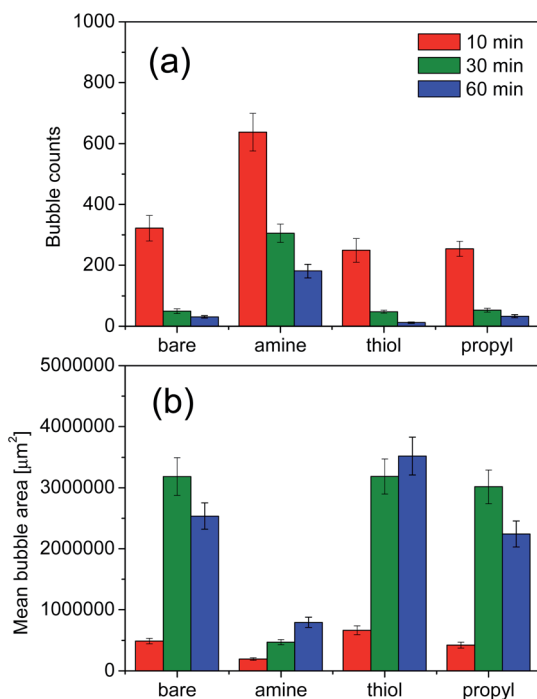 1000
(a)
10 min
30 min
60 min
800
600
400
200
0
Bubble counts
bare amine thiol propyl
5000000
(b)
4000000
3000000
2000000
1000000
0
Mean bubble area [μm²]
bare amine thiol propyl